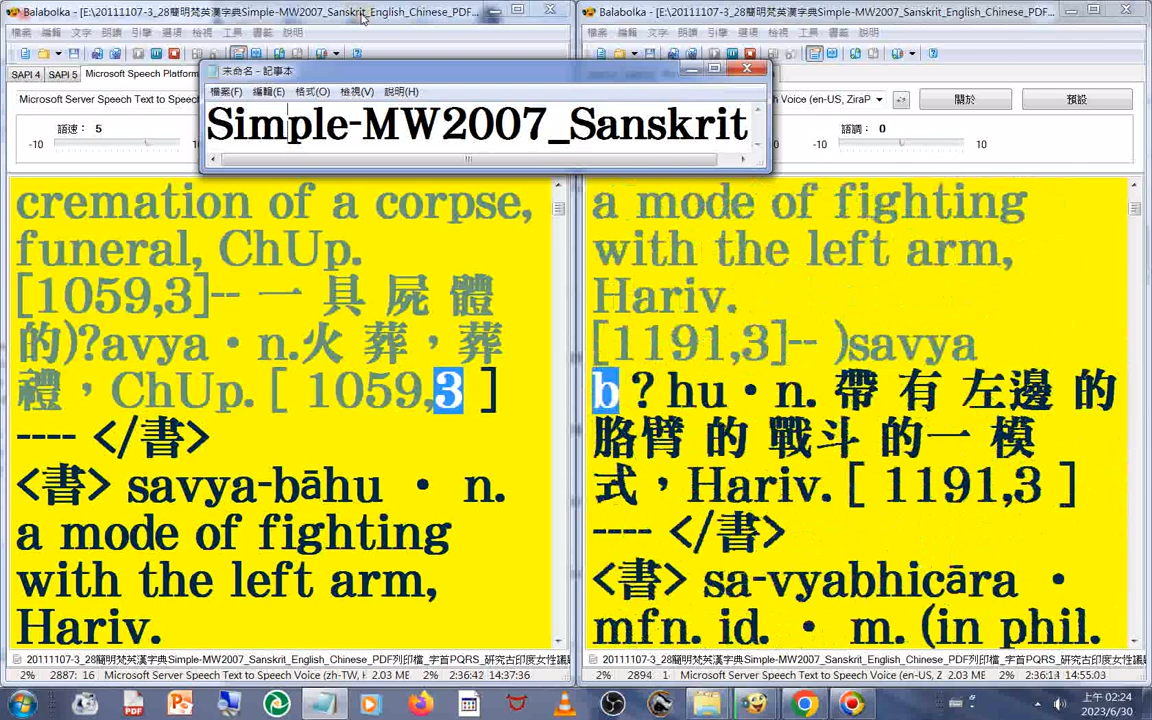 Balabolka - [E:\20111107-3_28簡明梵英漢字典Simple-MW2007_Sanskrit_English_Chinese_PDF...
檔案 編輯 文字 朗讀 引擎 選項 檢視 工具 書籤 說明
SAPI 4 SAPI 5 Microsoft Speech Platform
Microsoft Server Speech Text to Speech
語速： 5
-10
未命名 - 記事本
檔案(F) 編輯(E) 格式(O) 檢視(V) 說明(H)
Simple-MW2007_Sanskrit
cremation of a corpse,
funeral, ChUp.
[1059,3]-- 一 具 屍 體
的)?avya・n.火 葬，葬
禮，ChUp. [ 1059,3 ]
---- </書>
<書> savya-bāhu ・ n.
a mode of fighting
with the left arm,
Hariv.
20111107-3_28簡明梵英漢字典Simple-MW2007_Sanskrit_English_Chinese_PDF列印檔_字首PQRS_研究古印度女性議
2% 2887: 16 Microsoft Server Speech Text to Speech Voice (zh-TW, H 2.03 MB 2% 2:36:42 14:37:36
Balabolka - [E:\20111107-3_28簡明梵英漢字典Simple-MW2007_Sanskrit_English_Chinese_PDF...
檔案 編輯 文字 朗讀 引擎 選項 檢視 工具 書籤 說明
Voice (en-US, ZiraP
關於
預設
語調： 0
-10 10
a mode of fighting
with the left arm,
Hariv.
[1191,3]-- )savya
b ? hu・n. 帶 有 左邊 的
胳臂 的 戰斗 的一 模
式，Hariv. [ 1191,3 ]
---- </書>
<書> sa-vyabhicāra ・
mfn. id. ・ m. (in phil.
20111107-3_28簡明梵英漢字典Simple-MW2007_Sanskrit_English_Chinese_PDF列印檔_字首PQRS_研究古印度女性議
2% 2894 1 Microsoft Server Speech Text to Speech Voice (en-US, Z 2.03 MB 2% 2:36:14 14:55:03
上午 02:24
2023/6/30